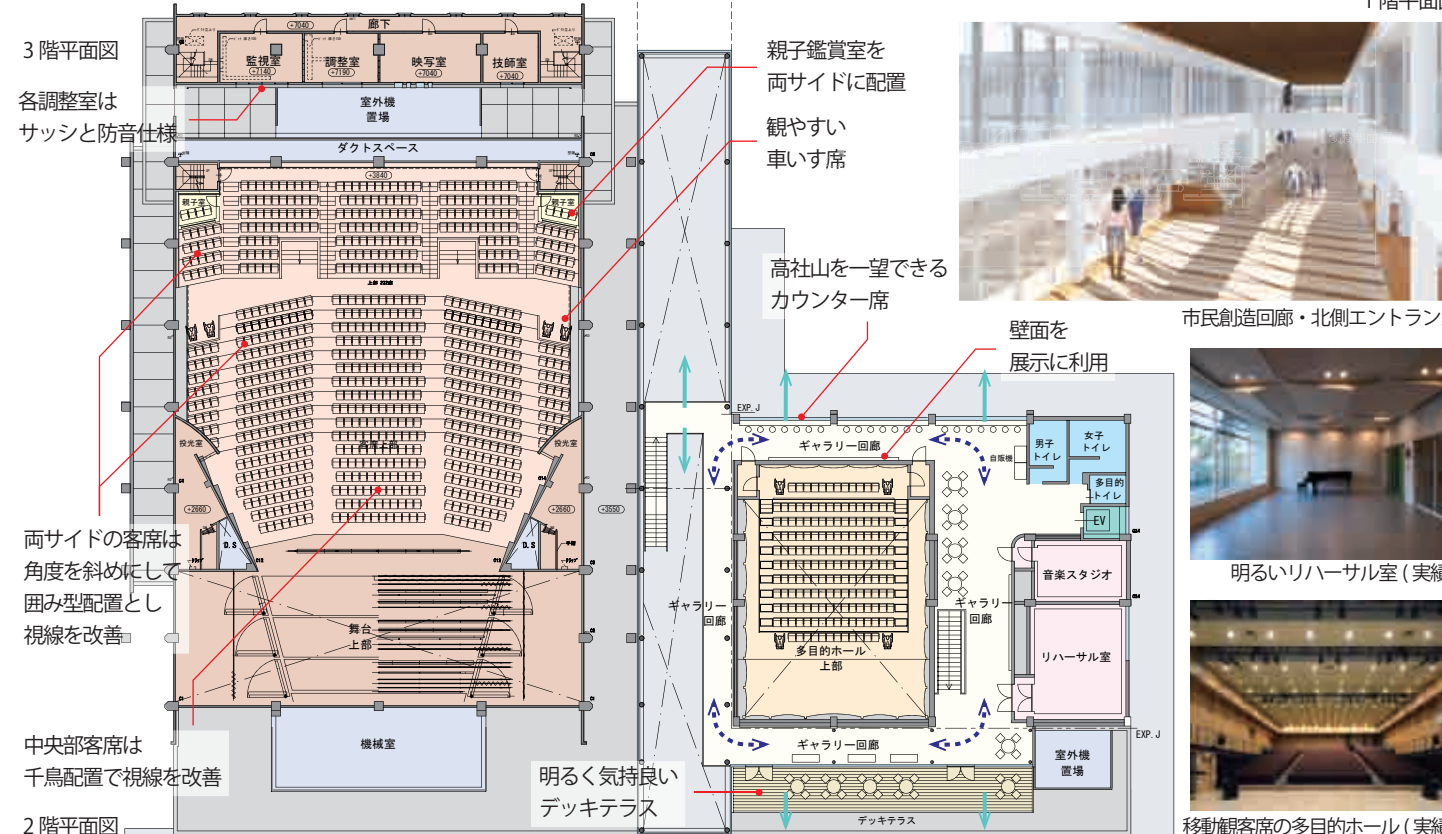 1階平面図
3 階平面図
各調整室は
サッシと防音仕様
廊下
+7040
監視室
+7140
調整室
+7190
映写室
+7040
技師室
+7040
室外機
置場
ダクトスペース
+3840
親子室
親子室
親子鑑賞室を
両サイドに配置
観やすい
車いす席
高社山を一望できる
カウンター席
壁面を
展示に利用
市民創造回廊・北側エントラン
明るいリハーサル室 ( 実績
移動観客席の多目的ホール ( 実績
投光室
投光室
+2660
+2660
+3550
D.S
D.S
両サイドの客席は
角度を斜めにして
囲み型配置とし
視線を改善
舞台
上部
中央部客席は
千鳥配置で視線を改善
機械室
2 階平面図
EXP.J
ギャラリー回廊
自販機
男子
トイレ
女子
トイレ
多目的
トイレ
EV
音楽スタジオ
リハーサル室
ギャラリー
回廊
ギャラリー
回廊
多目的ホール
上部
ギャラリー回廊
EXP.J
室外機
置場
明るく気持良い
デッキテラス
デッキテラス